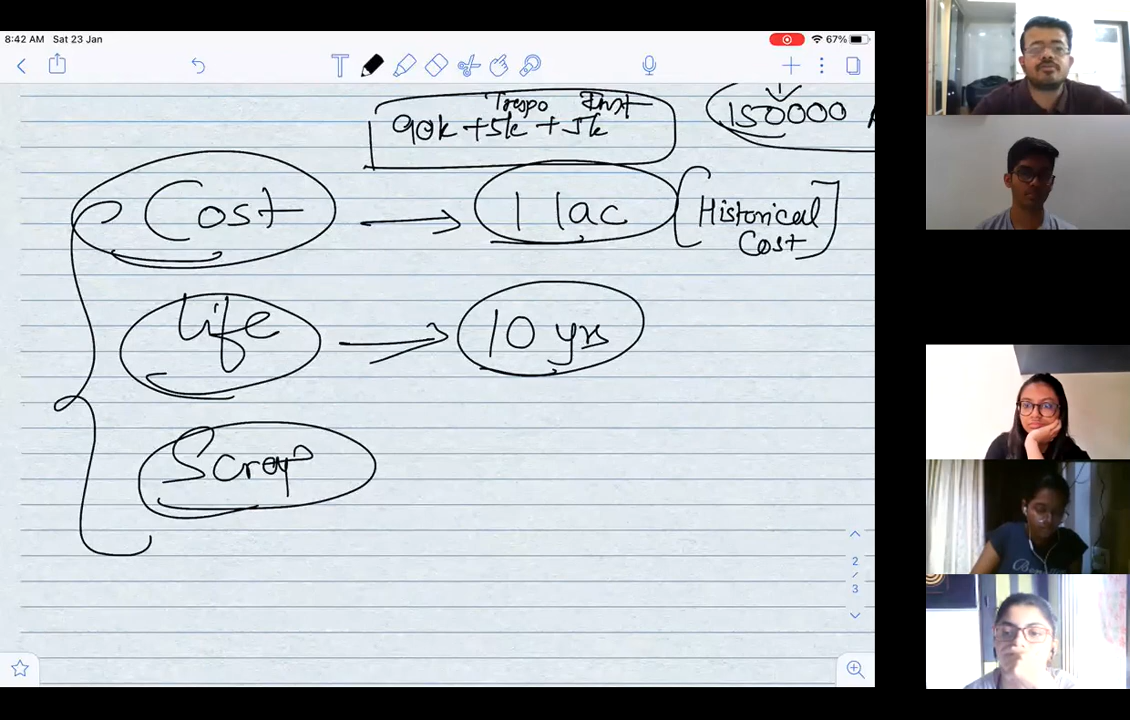 8:42 AM Sat 23 Jan
67%
T
Inst
90k + 5k + 5k
150000
Cost → 1 lac [Historical
Cost]
Life → 10 yrs
Scrap
2
/
3